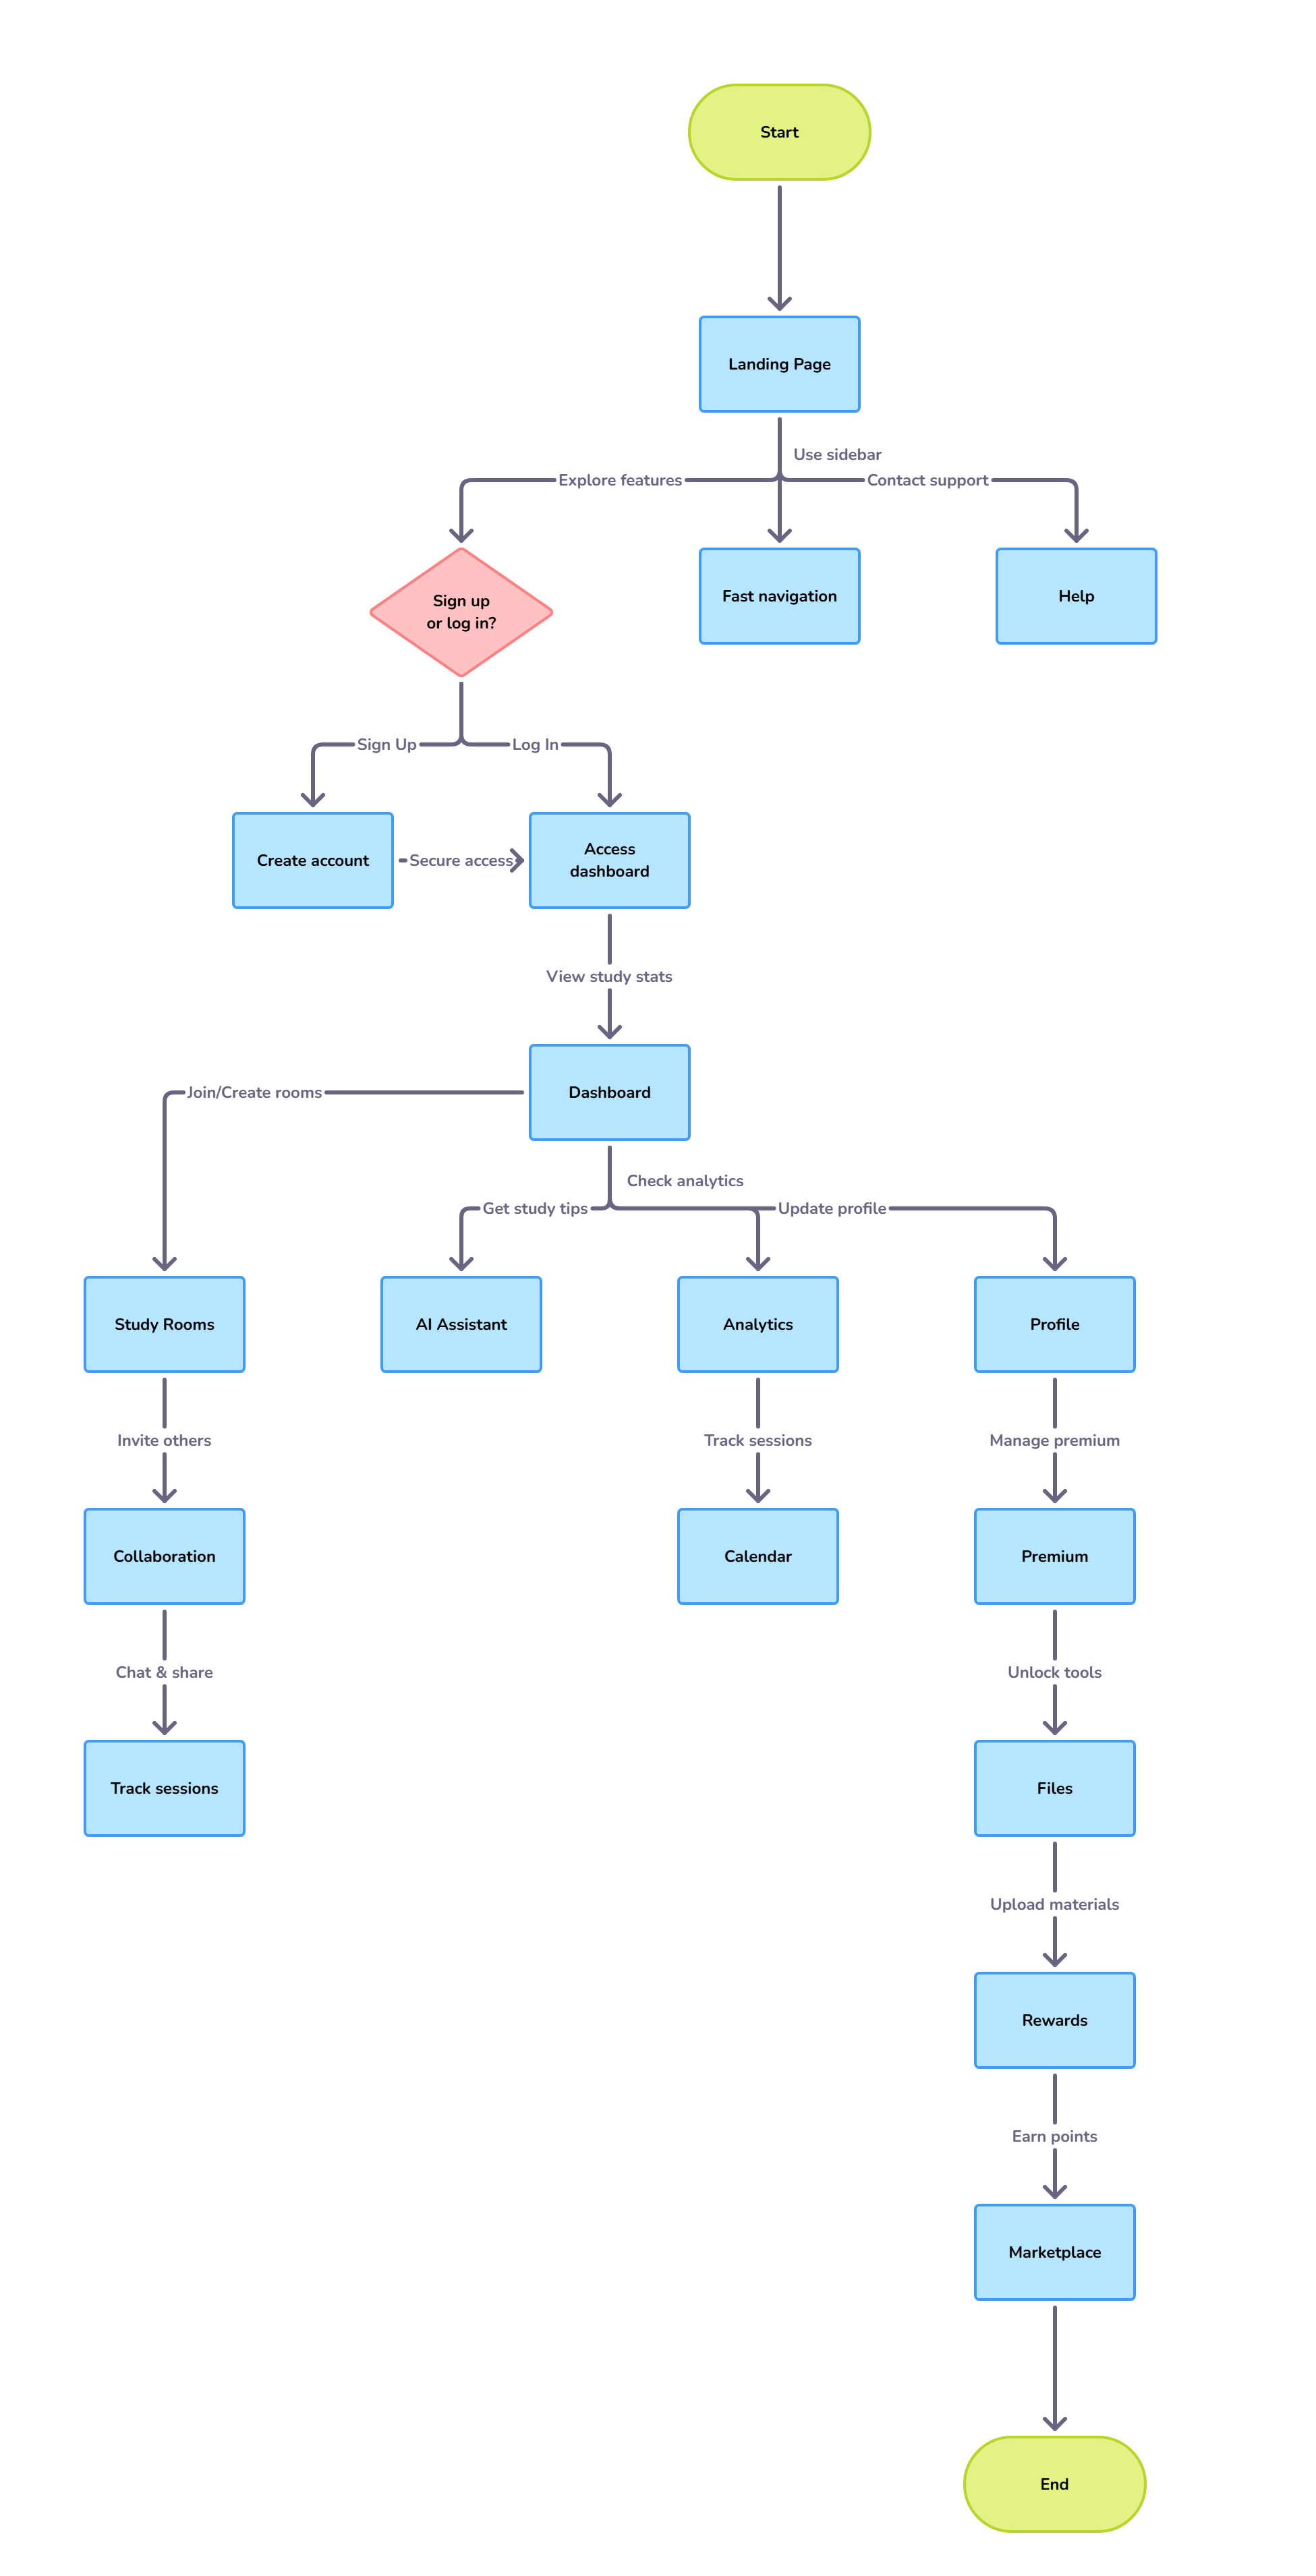 Start
Landing Page
Use sidebar
Explore features
Contact support
Sign up
or log in?
Fast navigation
Help
Sign Up
Log In
Create account
Secure access
Access
dashboard
View study stats
Dashboard
Join/Create rooms
Check analytics
Get study tips
Update profile
Study Rooms
AI Assistant
Analytics
Profile
Invite others
Track sessions
Manage premium
Collaboration
Calendar
Premium
Chat & share
Unlock tools
Track sessions
Files
Upload materials
Rewards
Earn points
Marketplace
End